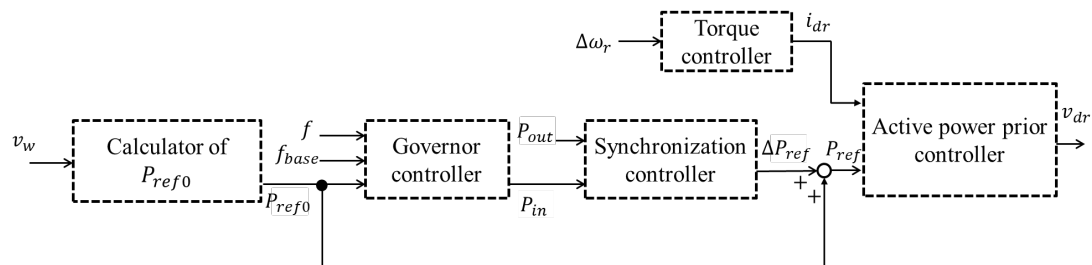 Δω_r
Torque
controller
i_dr
v_w
Calculator of
P_ref0
P_ref0
f
f_base
Governor
controller
P_out
P_in
Synchronization
controller
ΔP_ref
P_ref
+
+
Active power prior
controller
v_dr